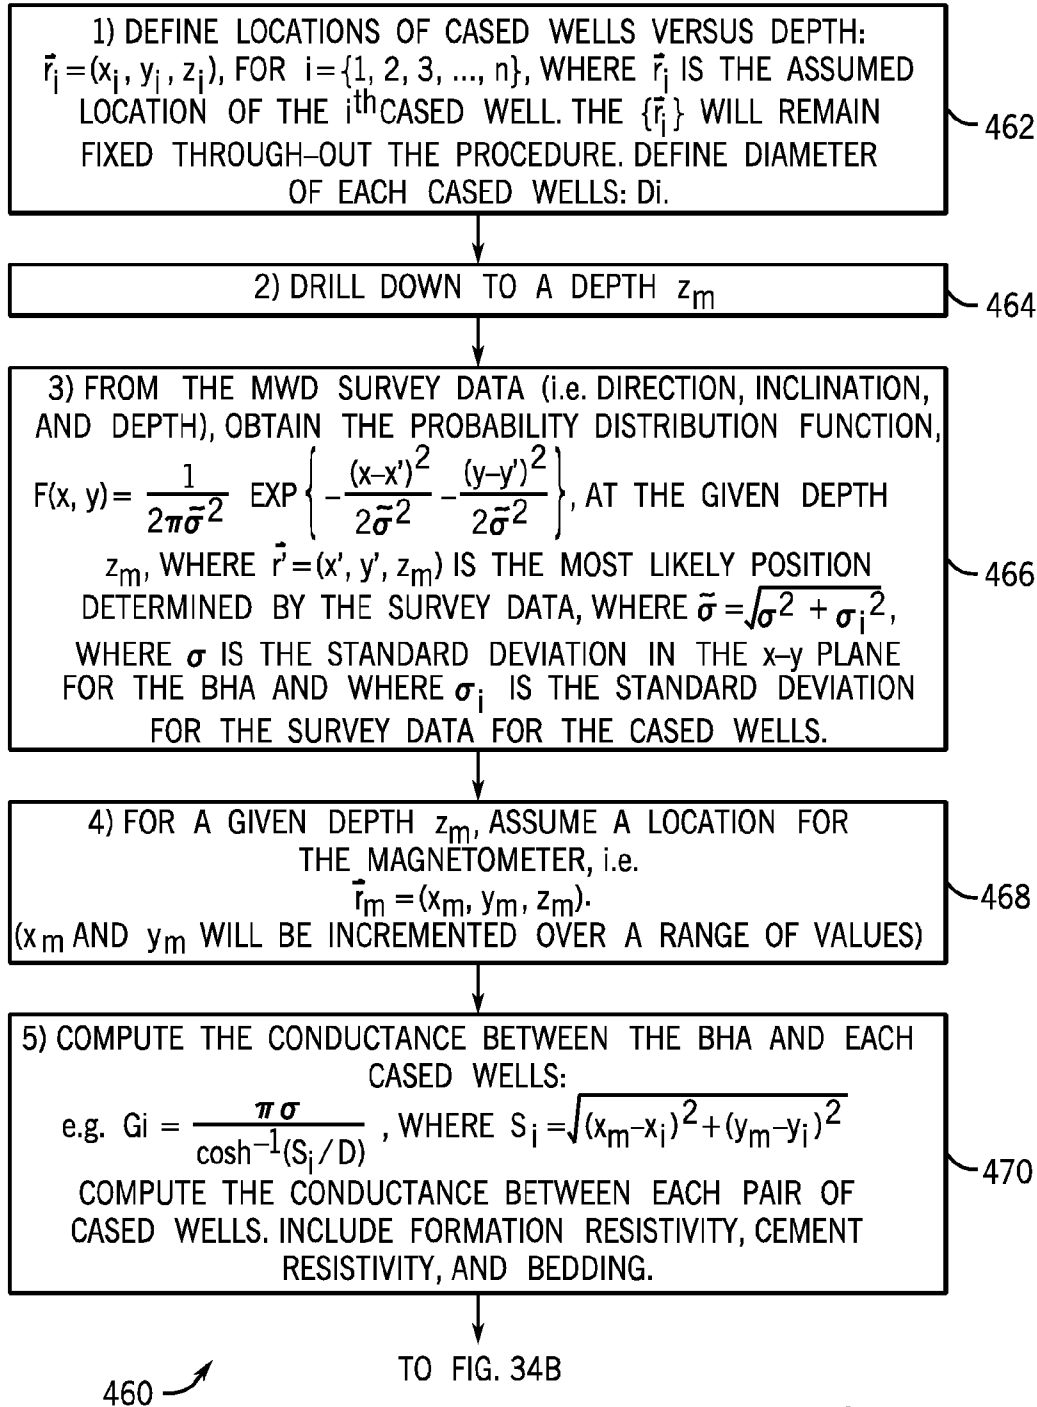 1) DEFINE LOCATIONS OF CASED WELLS VERSUS DEPTH:
r⃗i=(xi, yi, zi), FOR i={1, 2, 3, ..., n}, WHERE r⃗i IS THE ASSUMED
LOCATION OF THE ith CASED WELL. THE {r⃗i} WILL REMAIN
FIXED THROUGH-OUT THE PROCEDURE. DEFINE DIAMETER
OF EACH CASED WELLS: Di.
462
2) DRILL DOWN TO A DEPTH zm
464
3) FROM THE MWD SURVEY DATA (i.e. DIRECTION, INCLINATION,
AND DEPTH), OBTAIN THE PROBABILITY DISTRIBUTION FUNCTION,
F(x, y)= 1/(2πσ̃²) EXP{-(x-x')²/(2σ̃²) -(y-y')²/(2σ̃²)}, AT THE GIVEN DEPTH
zm, WHERE r⃗'=(x', y', zm) IS THE MOST LIKELY POSITION
DETERMINED BY THE SURVEY DATA, WHERE σ̃=√(σ² + σi²),
WHERE σ IS THE STANDARD DEVIATION IN THE x-y PLANE
FOR THE BHA AND WHERE σi IS THE STANDARD DEVIATION
FOR THE SURVEY DATA FOR THE CASED WELLS.
466
4) FOR A GIVEN DEPTH zm, ASSUME A LOCATION FOR
THE MAGNETOMETER, i.e.
r⃗m =(xm, ym, zm).
(xm AND ym WILL BE INCREMENTED OVER A RANGE OF VALUES)
468
5) COMPUTE THE CONDUCTANCE BETWEEN THE BHA AND EACH
CASED WELLS:
e.g. Gi = πσ/cosh⁻¹(Si/D) , WHERE Si=√((xm-xi)²+(ym-yi)²)
COMPUTE THE CONDUCTANCE BETWEEN EACH PAIR OF
CASED WELLS. INCLUDE FORMATION RESISTIVITY, CEMENT
RESISTIVITY, AND BEDDING.
470
TO FIG. 34B
460